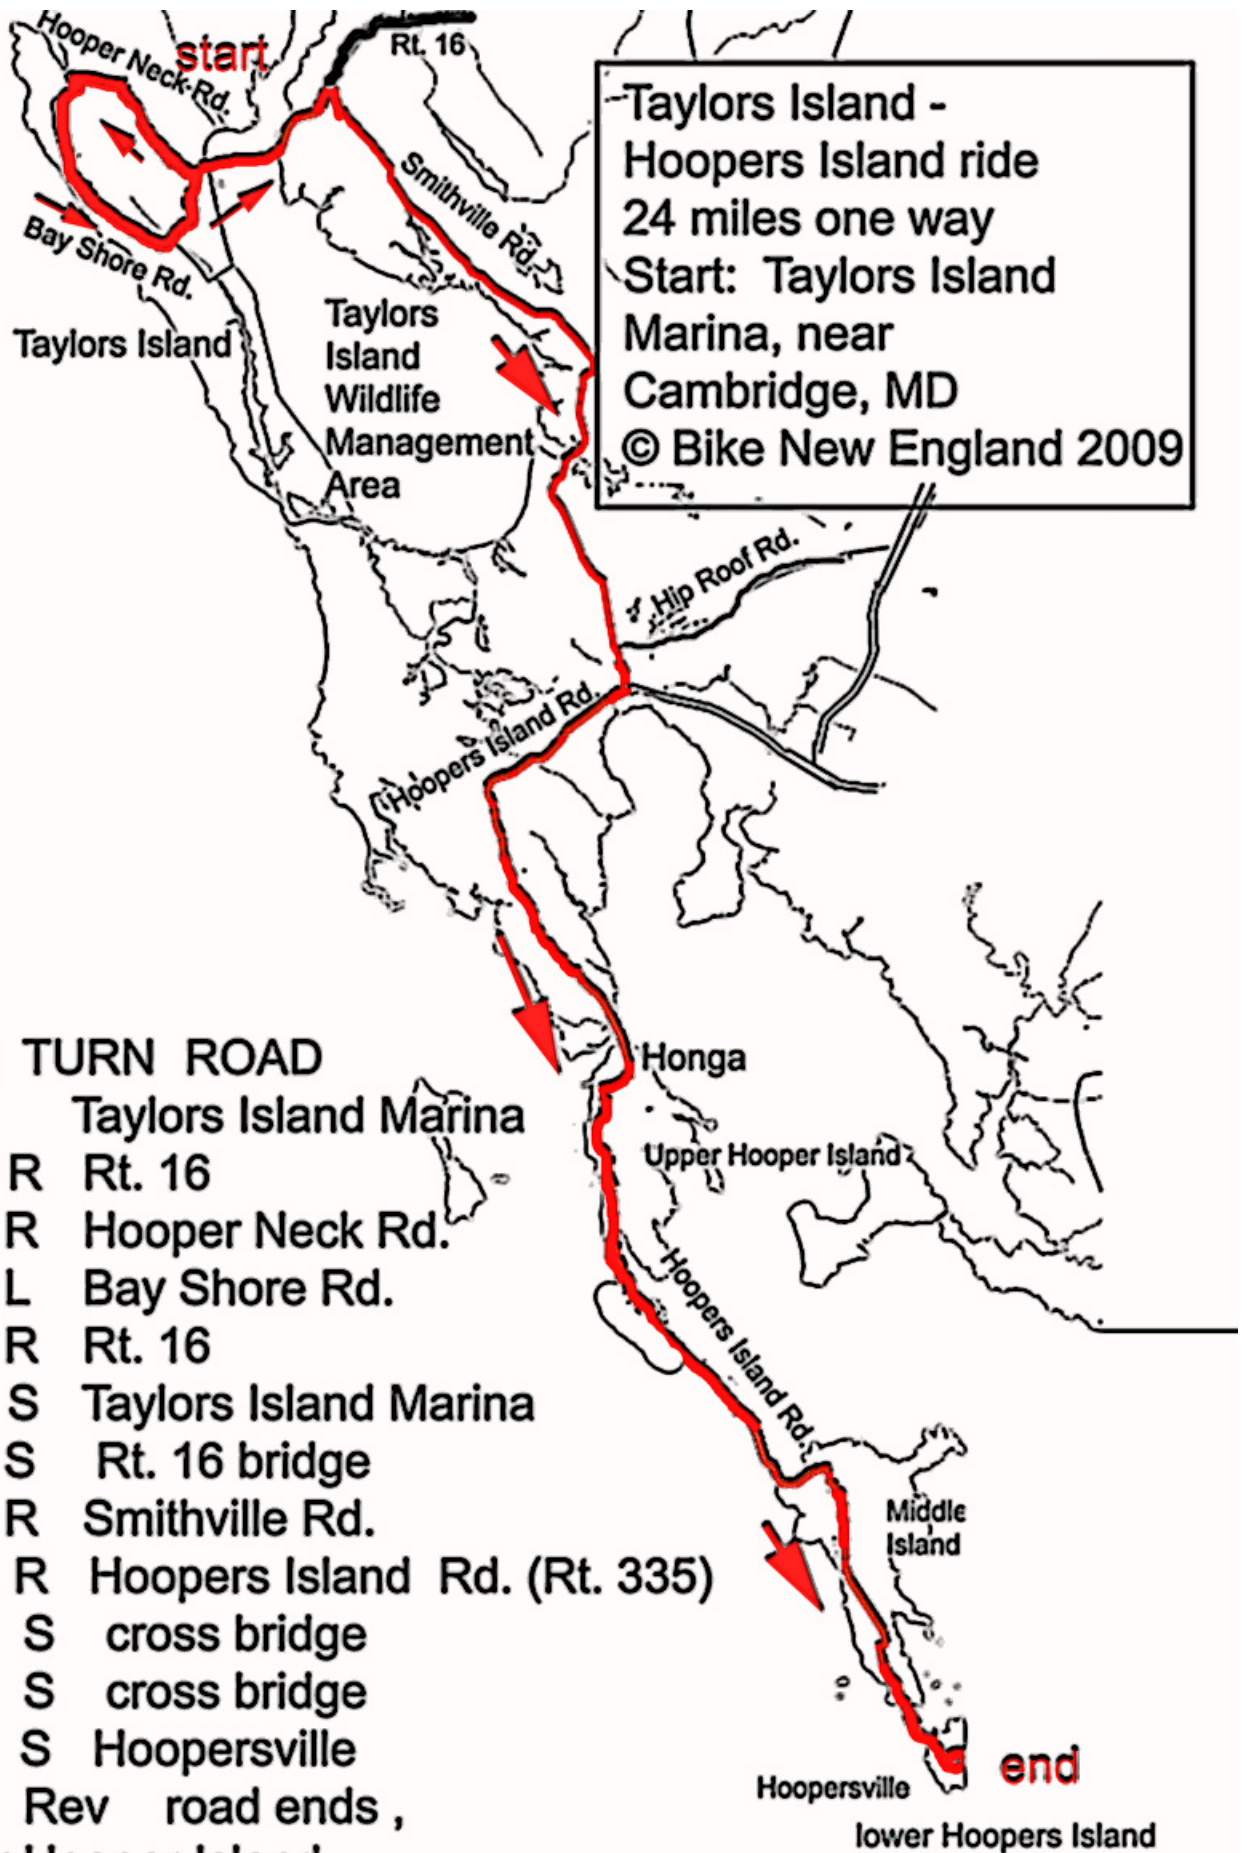 Hooper Neck Rd.
start
Rt. 16
Taylors Island -
Hoopers Island ride
24 miles one way
Start: Taylors Island
Marina, near
Cambridge, MD
© Bike New England 2009
Smithville Rd.
Bay Shore Rd.
Taylors Island
Taylors
Island
Wildlife
Management
Area
Hip Roof Rd.
Hoopers Island Rd.
Honga
Upper Hooper Island
Hoopers Island Rd.
Middle
Island
end
Hoopersville
lower Hoopers Island
TURN ROAD
Taylors Island Marina
R Rt. 16
R Hooper Neck Rd.
L Bay Shore Rd.
R Rt. 16
S Taylors Island Marina
S Rt. 16 bridge
R Smithville Rd.
R Hoopers Island Rd. (Rt. 335)
S cross bridge
S cross bridge
S Hoopersville
Rev road ends ,